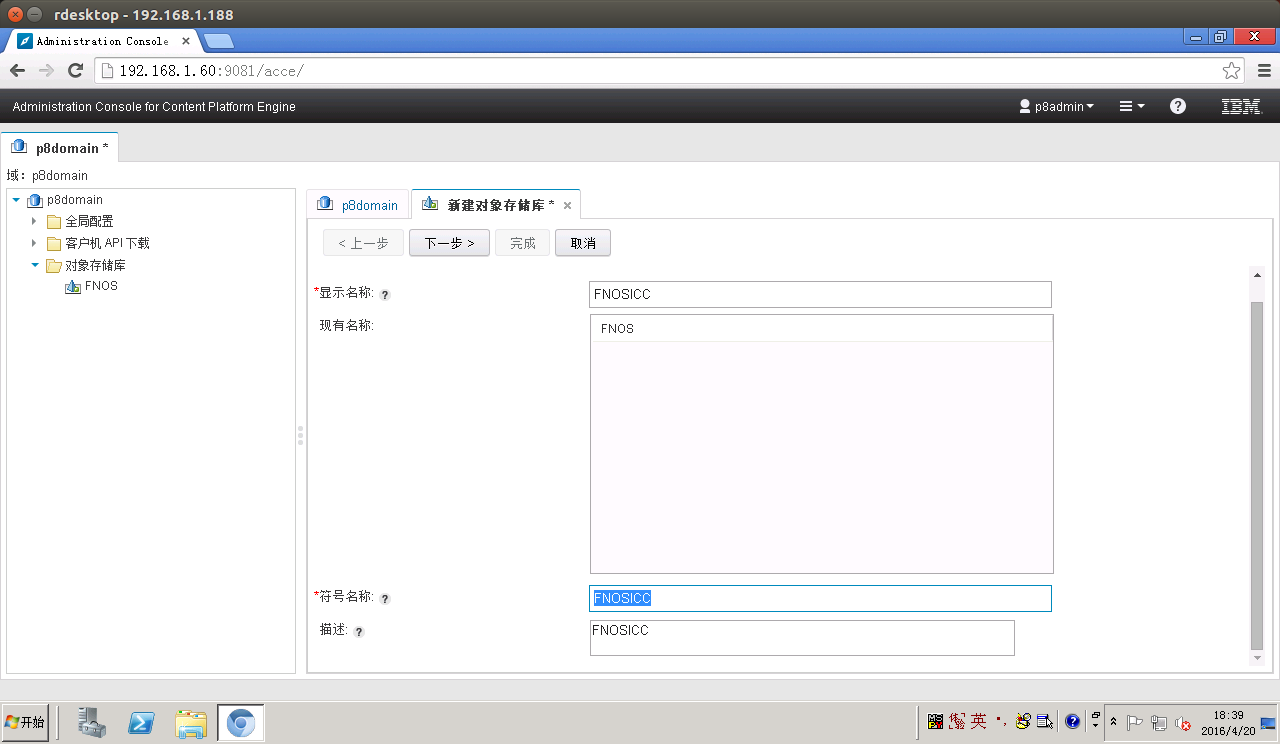 rdesktop - 192.168.1.188
Administration Console
192.168.1.60:9081/acce/
Administration Console for Content Platform Engine
p8admin
IBM
p8domain *
域: p8domain
p8domain
全局配置
客户机 API 下载
对象存储库
FNOS
p8domain
新建对象存储库 *
< 上一步
下一步 >
完成
取消
*显示名称:
FNOSICC
现有名称:
FNOS
*符号名称:
FNOSICC
描述:
FNOSICC
开始
英
18:39
2016/4/20